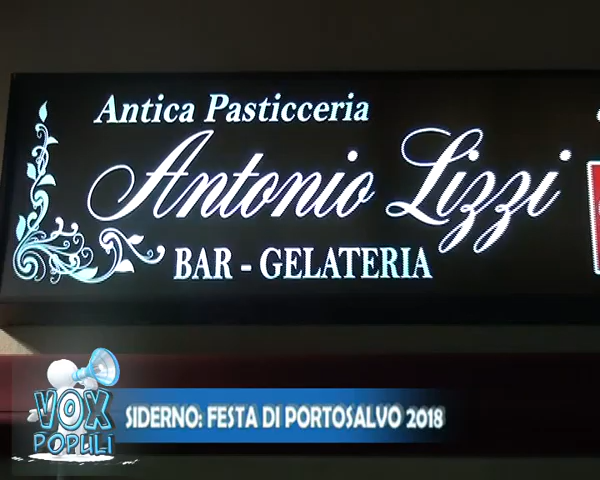 Antica Pasticceria
Antonio Lizzi
BAR - GELATERIA
VOX
POPULI
SIDERNO: FESTA DI PORTOSALVO 2018